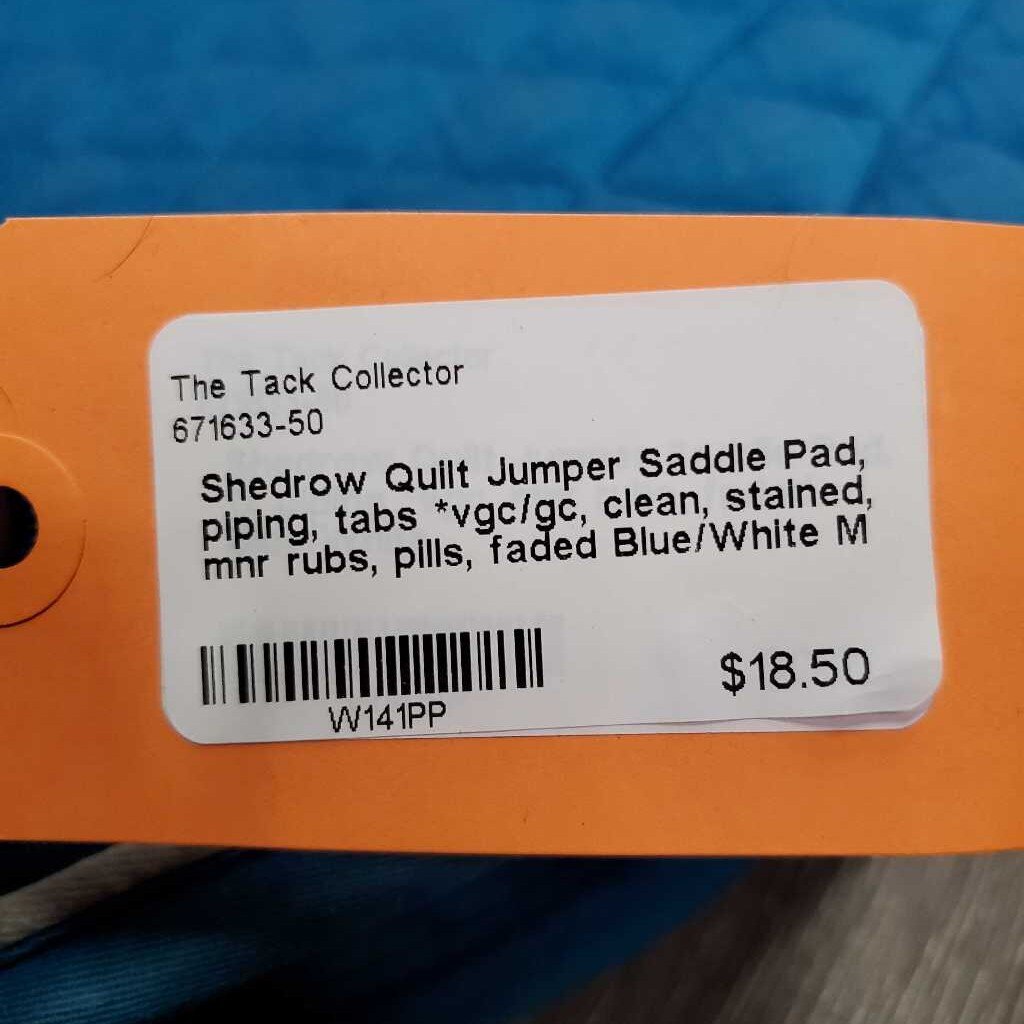 The Tack Collector
671633-50
Shedrow Quilt Jumper Saddle Pad,
piping, tabs *vgc/gc, clean, stained,
mnr rubs, pills, faded Blue/White M
W141PP
$18.50